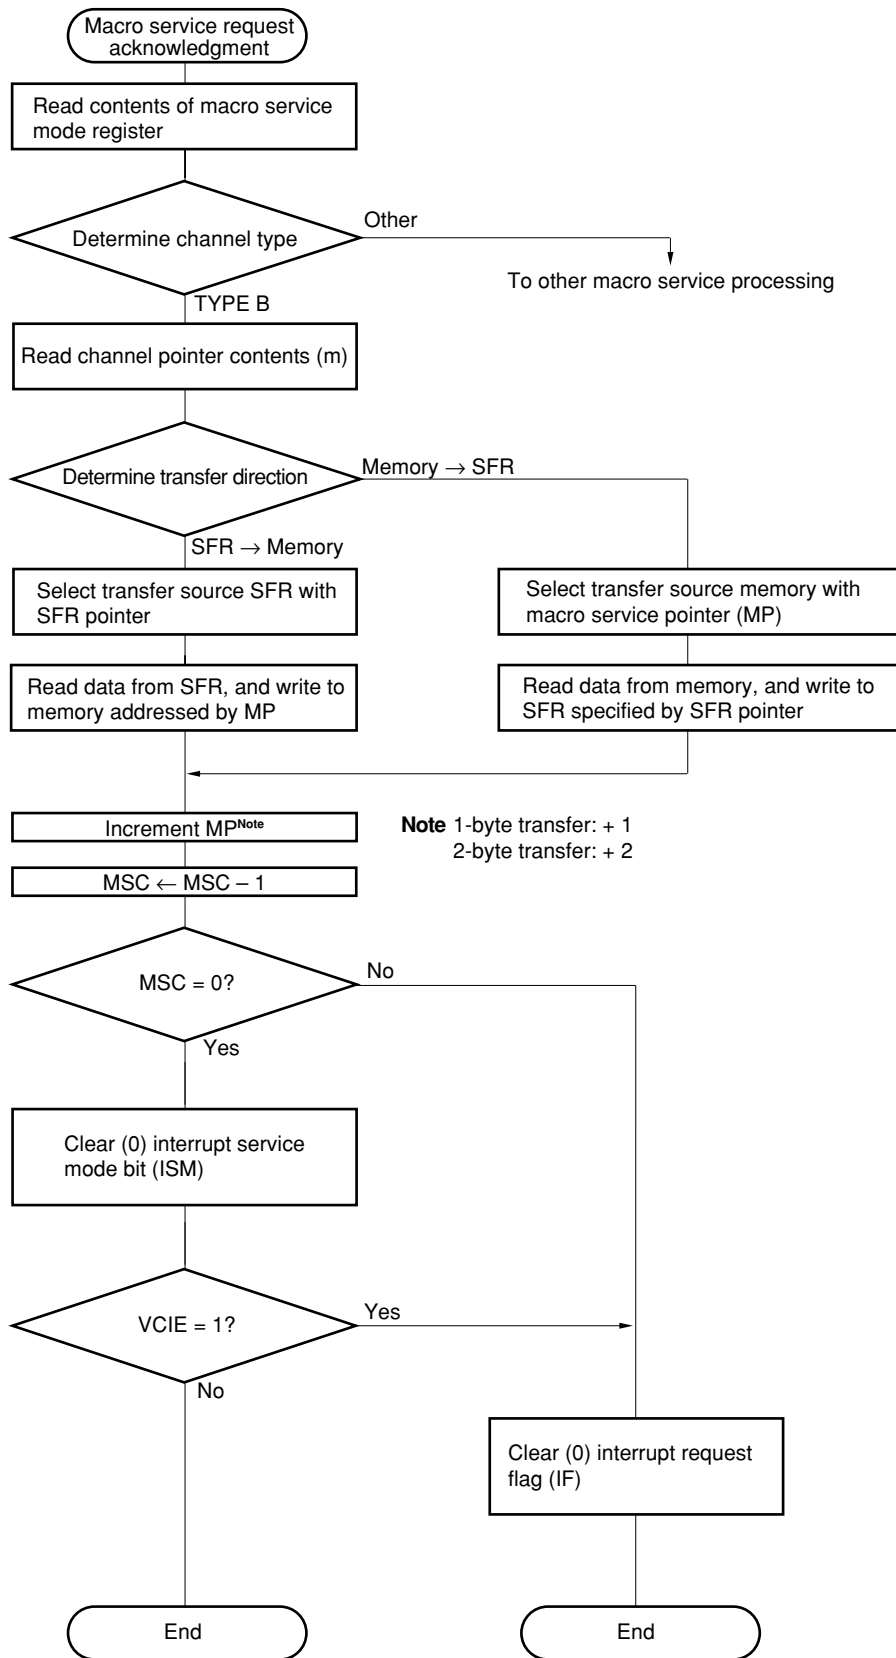 Macro service request
acknowledgment
Read contents of macro service
mode register
Determine channel type
Other
To other macro service processing
TYPE B
Read channel pointer contents (m)
Determine transfer direction
Memory → SFR
SFR → Memory
Select transfer source SFR with
SFR pointer
Select transfer source memory with
macro service pointer (MP)
Read data from SFR, and write to
memory addressed by MP
Read data from memory, and write to
SFR specified by SFR pointer
Increment MPNote
Note 1-byte transfer: + 1
2-byte transfer: + 2
MSC ← MSC – 1
MSC = 0?
No
Yes
Clear (0) interrupt service
mode bit (ISM)
VCIE = 1?
Yes
No
Clear (0) interrupt request
flag (IF)
End
End